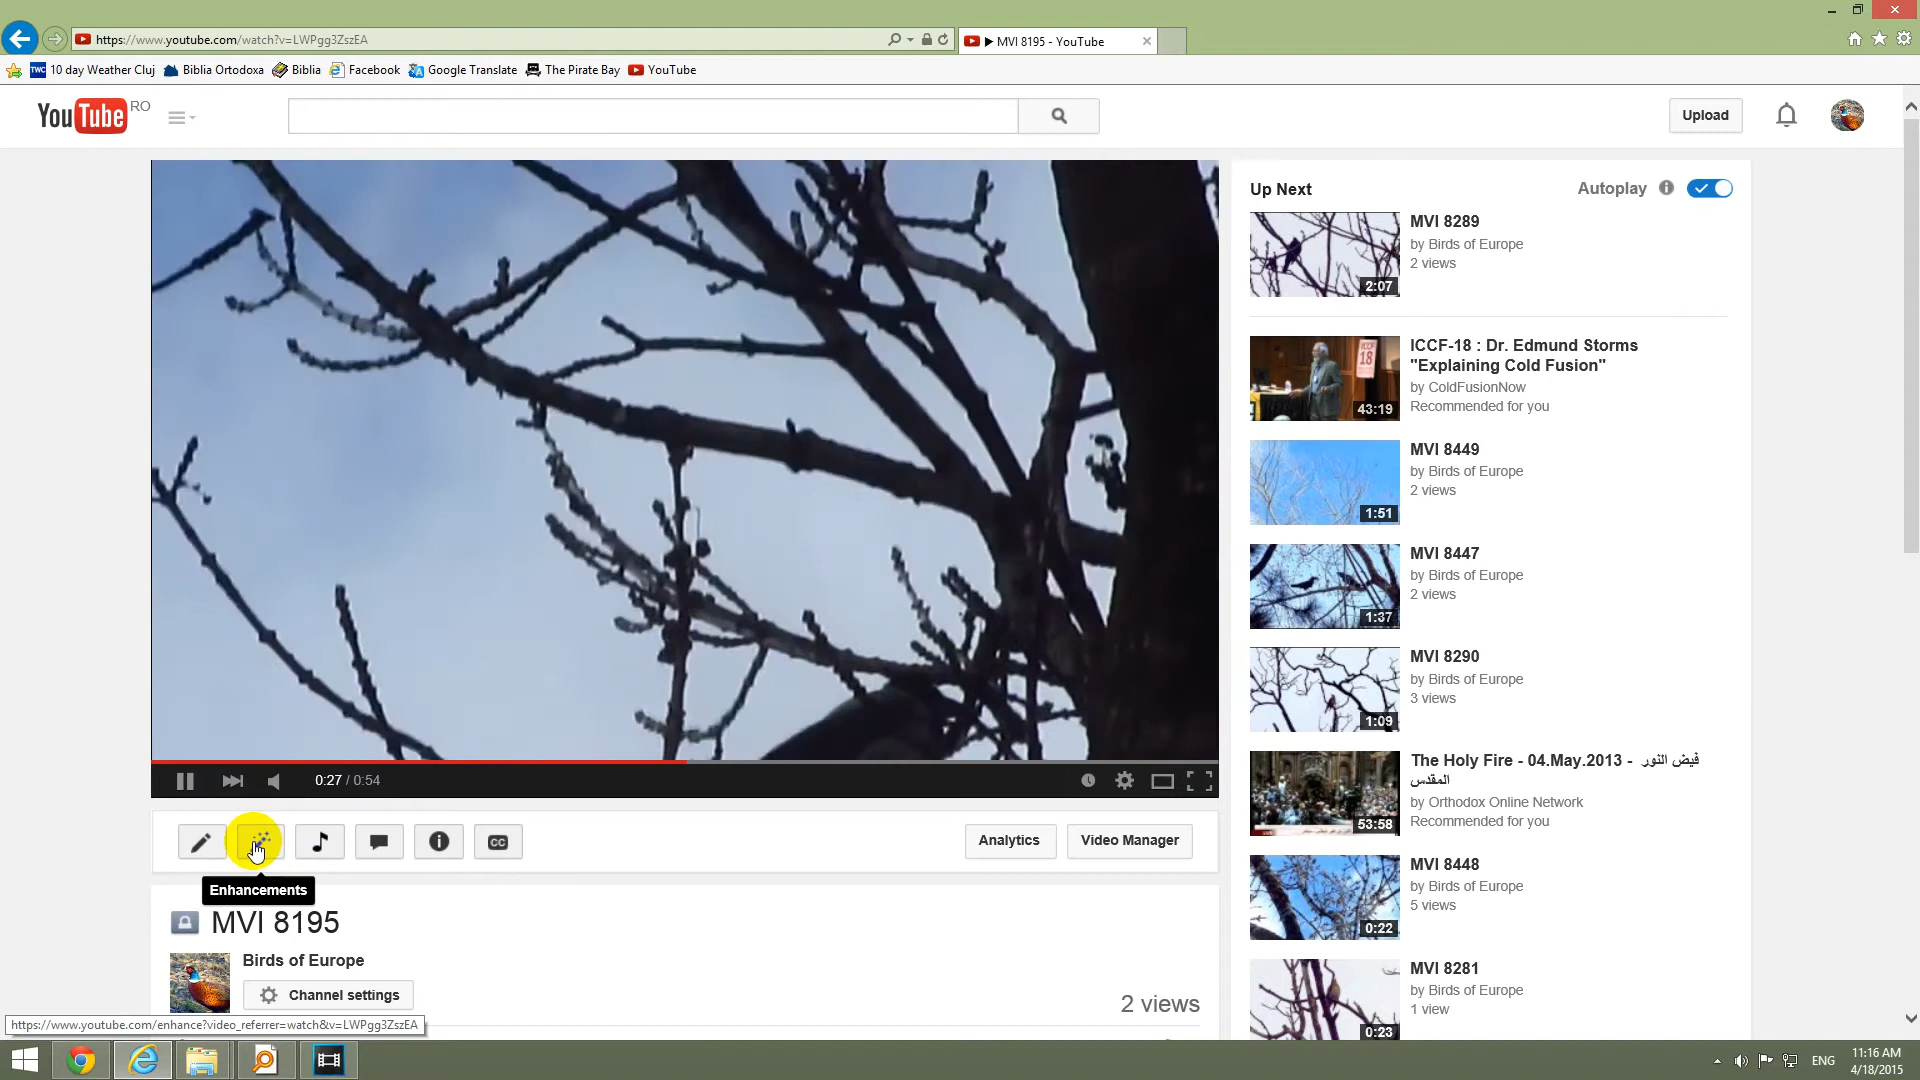 https://www.youtube.com/watch?v=LWPgg3ZszEA
▶ MVI 8195 - YouTube
TWC 10 day Weather Cluj
Biblia Ortodoxa
Biblia
Facebook
Google Translate
The Pirate Bay
YouTube
YouTube RO
Upload
Up Next
Autoplay
MVI 8289
by Birds of Europe
2 views
2:07
ICCF-18 : Dr. Edmund Storms
"Explaining Cold Fusion"
by ColdFusionNow
Recommended for you
ICCF
18
43:19
MVI 8449
by Birds of Europe
2 views
1:51
MVI 8447
by Birds of Europe
2 views
1:37
MVI 8290
by Birds of Europe
3 views
1:09
The Holy Fire - 04.May.2013 - فيض النور
المقدس
by Orthodox Online Network
Recommended for you
53:58
MVI 8448
by Birds of Europe
5 views
0:22
MVI 8281
by Birds of Europe
1 view
0:23
0:27 / 0:54
CC
Analytics
Video Manager
Enhancements
MVI 8195
Birds of Europe
Channel settings
2 views
https://www.youtube.com/enhance?video_referrer=watch&v=LWPgg3ZszEA
ENG
11:16 AM
4/18/2015